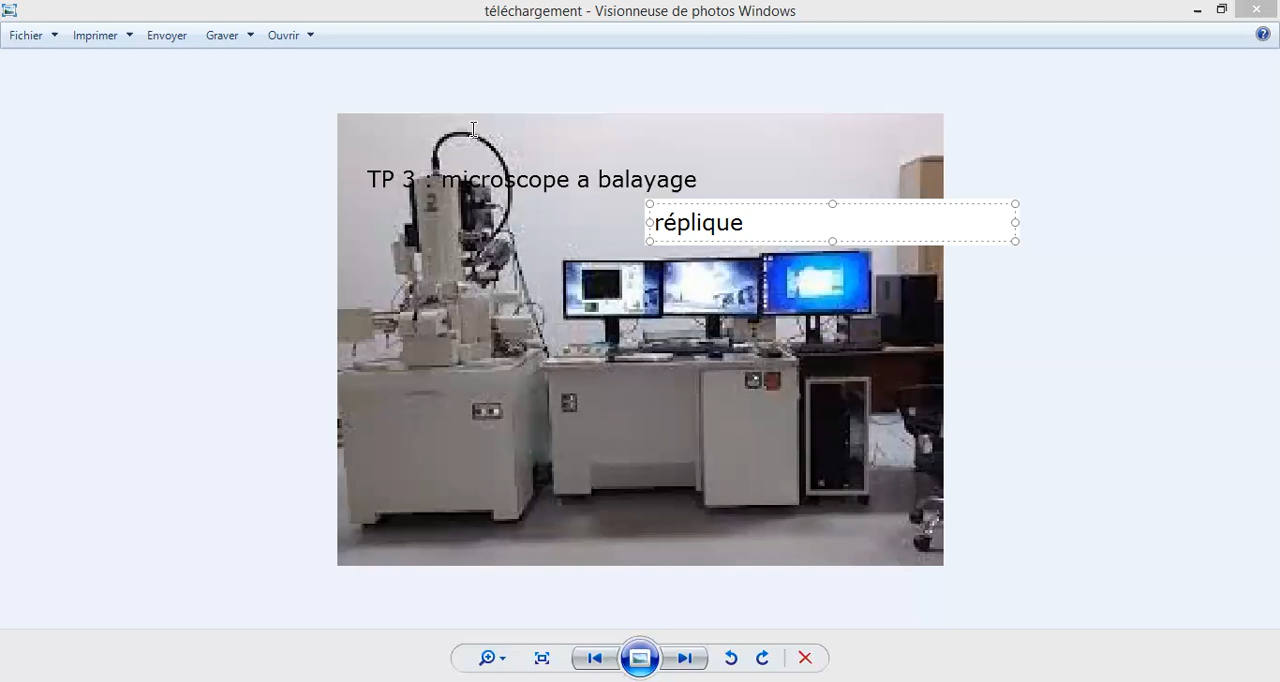 téléchargement - Visionneuse de photos Windows
Fichier Imprimer Envoyer Graver Ouvrir
TP 3 : microscope a balayage
réplique